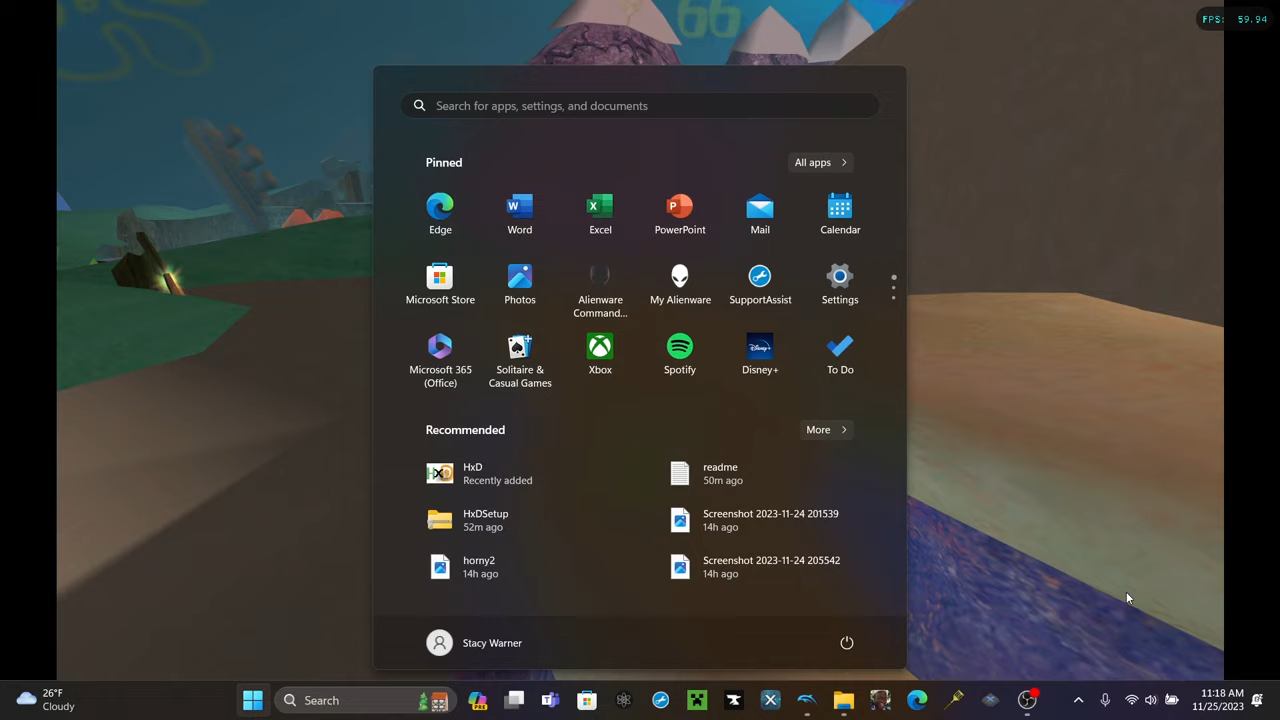 66
FPS: 59.94
Search for apps, settings, and documents
Pinned
All apps
Edge
Word
Excel
PowerPoint
Mail
Calendar
Microsoft Store
Photos
Alienware
Command...
My Alienware
SupportAssist
Settings
Microsoft 365
(Office)
Solitaire &
Casual Games
Xbox
Spotify
Disney+
To Do
Recommended
More
HxD
Recently added
readme
50m ago
HxDSetup
52m ago
Screenshot 2023-11-24 201539
14h ago
horny2
14h ago
Screenshot 2023-11-24 205542
14h ago
Stacy Warner
26°F
Cloudy
Search
PRE
11:18 AM
11/25/2023